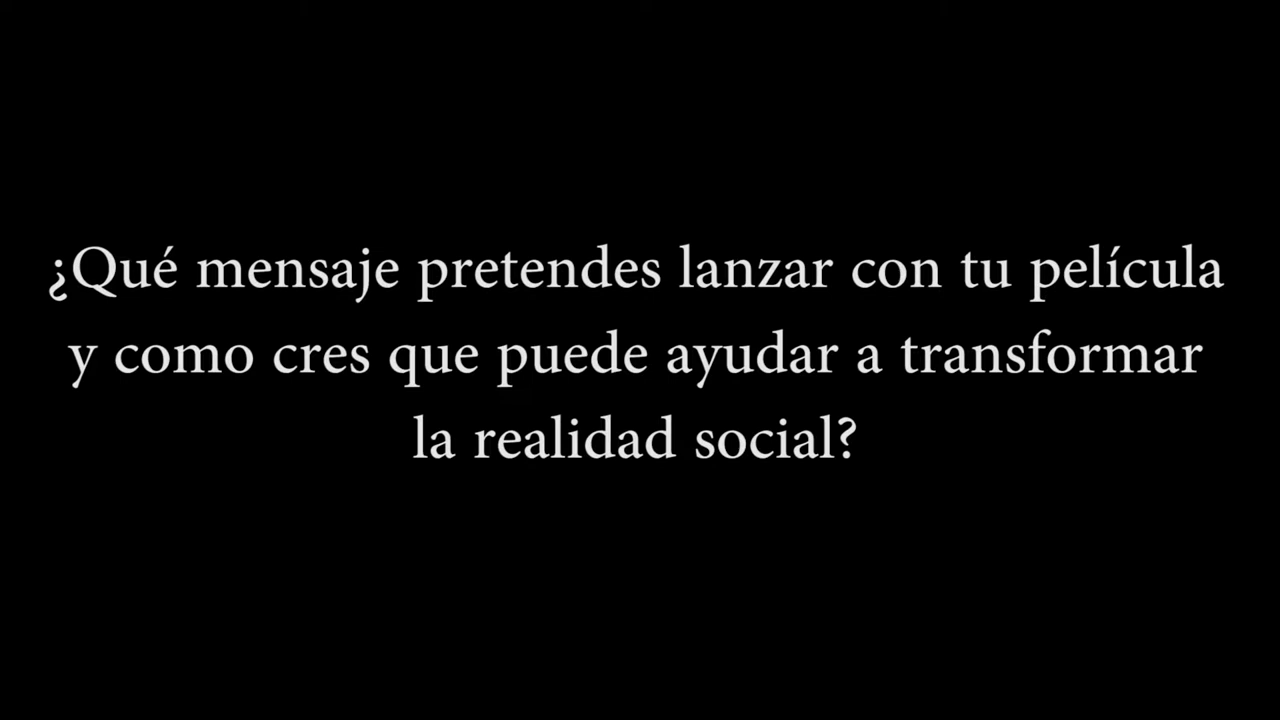 ¿Qué mensaje pretendes lanzar con tu película
y como cres que puede ayudar a transformar
la realidad social?